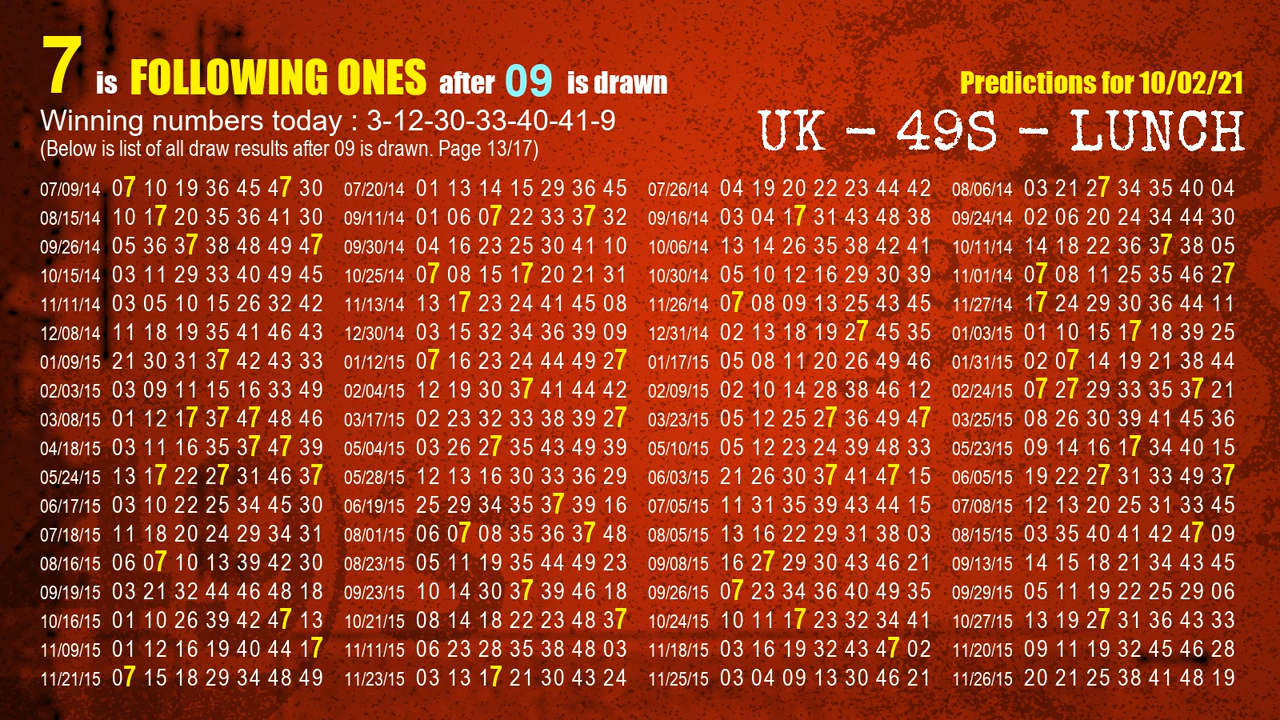 7 is FOLLOWING ONES after 09 is drawn
Predictions for 10/02/21
Winning numbers today : 3-12-30-33-40-41-9
UK - 49S - LUNCH
(Below is list of all draw results after 09 is drawn. Page 13/17)
07/09/14 07 10 19 36 45 47 30 07/20/14 01 13 14 15 29 36 45 07/26/14 04 19 20 22 23 44 42 08/06/14 03 21 27 34 35 40 04
08/15/14 10 17 20 35 36 41 30 09/11/14 01 06 07 22 33 37 32 09/16/14 03 04 17 31 43 48 38 09/24/14 02 06 20 24 34 44 30
09/26/14 05 36 37 38 48 49 47 09/30/14 04 16 23 25 30 41 10 10/06/14 13 14 26 35 38 42 41 10/11/14 14 18 22 36 37 38 05
10/15/14 03 11 29 33 40 49 45 10/25/14 07 08 15 17 20 21 31 10/30/14 05 10 12 16 29 30 39 11/01/14 07 08 11 25 35 46 27
11/11/14 03 05 10 15 26 32 42 11/13/14 13 17 23 24 41 45 08 11/26/14 07 08 09 13 25 43 45 11/27/14 17 24 29 30 36 44 11
12/08/14 11 18 19 35 41 46 43 12/30/14 03 15 32 34 36 39 09 12/31/14 02 13 18 19 27 45 35 01/03/15 01 10 15 17 18 39 25
01/09/15 21 30 31 37 42 43 33 01/12/15 07 16 23 24 44 49 27 01/17/15 05 08 11 20 26 49 46 01/31/15 02 07 14 19 21 38 44
02/03/15 03 09 11 15 16 33 49 02/04/15 12 19 30 37 41 44 42 02/09/15 02 10 14 28 38 46 12 02/24/15 07 27 29 33 35 37 21
03/08/15 01 12 17 37 47 48 46 03/17/15 02 23 32 33 38 39 27 03/23/15 05 12 25 27 36 49 47 03/25/15 08 26 30 39 41 45 36
04/18/15 03 11 16 35 37 47 39 05/04/15 03 26 27 35 43 49 39 05/10/15 05 12 23 24 39 48 33 05/23/15 09 14 16 17 34 40 15
05/24/15 13 17 22 27 31 46 37 05/28/15 12 13 16 30 33 36 29 06/03/15 21 26 30 37 41 47 15 06/05/15 19 22 27 31 33 49 37
06/17/15 03 10 22 25 34 45 30 06/19/15 25 29 34 35 37 39 16 07/05/15 11 31 35 39 43 44 29 07/08/15 12 13 20 25 31 33 45
07/18/15 11 18 20 24 29 34 31 08/01/15 06 07 08 35 36 37 48 08/05/15 13 16 22 29 31 38 03 08/15/15 03 35 40 41 42 47 09
08/16/15 06 07 10 13 39 42 30 08/23/15 05 11 19 35 44 49 23 09/08/15 16 27 29 30 43 46 21 09/13/15 14 15 18 21 34 43 45
09/19/15 03 21 32 44 46 48 18 09/23/15 10 14 30 37 39 46 18 09/26/15 07 23 34 36 40 49 35 09/29/15 05 11 19 22 25 29 06
10/16/15 01 10 26 39 42 47 13 10/21/15 08 14 18 22 23 48 37 10/24/15 10 11 17 23 32 34 41 10/27/15 13 19 27 31 36 43 33
11/09/15 01 12 16 19 40 44 17 11/11/15 06 23 28 35 38 48 03 11/18/15 03 16 19 32 43 47 02 11/20/15 09 11 19 32 45 46 28
11/21/15 07 15 18 29 34 48 49 11/23/15 03 13 17 21 30 43 24 11/25/15 03 04 09 13 30 46 21 11/26/15 20 21 25 38 41 48 19